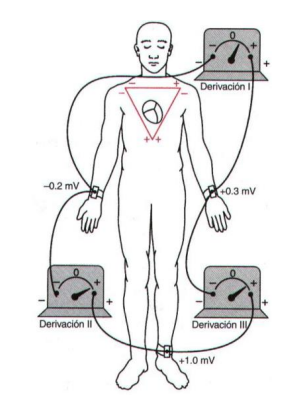 0
- +
- +
Derivación I
- +
- -
+ +
−0.2 mV
+0.3 mV
0
- +
- +
Derivación II
0
- +
- +
Derivación III
+1.0 mV